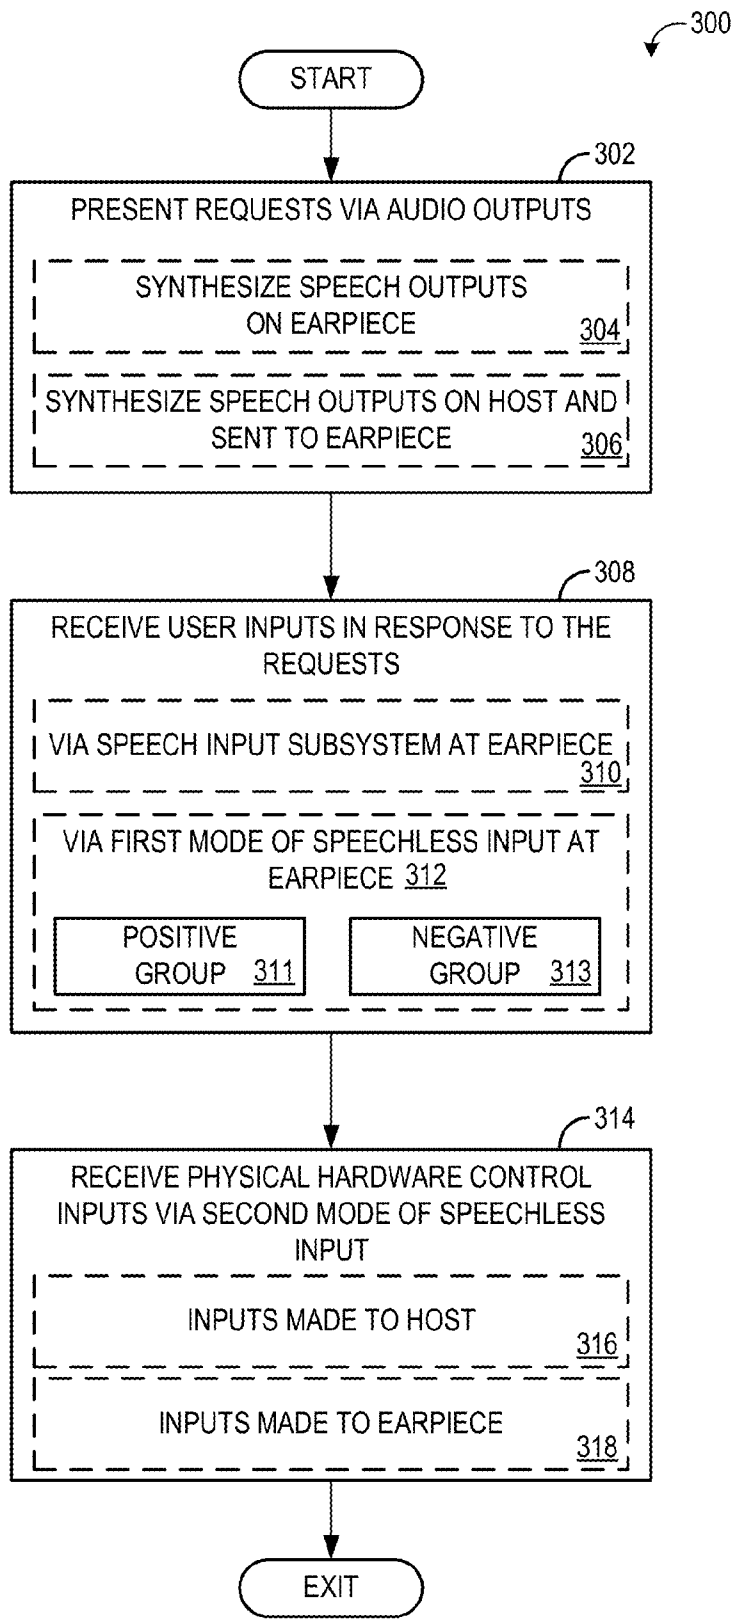 300
START
302
PRESENT REQUESTS VIA AUDIO OUTPUTS
SYNTHESIZE SPEECH OUTPUTS
ON EARPIECE
304
SYNTHESIZE SPEECH OUTPUTS ON HOST AND
SENT TO EARPIECE
306
308
RECEIVE USER INPUTS IN RESPONSE TO THE
REQUESTS
VIA SPEECH INPUT SUBSYSTEM AT EARPIECE
310
VIA FIRST MODE OF SPEECHLESS INPUT AT
EARPIECE 312
POSITIVE
GROUP 311
NEGATIVE
GROUP 313
314
RECEIVE PHYSICAL HARDWARE CONTROL
INPUTS VIA SECOND MODE OF SPEECHLESS
INPUT
INPUTS MADE TO HOST
316
INPUTS MADE TO EARPIECE
318
EXIT